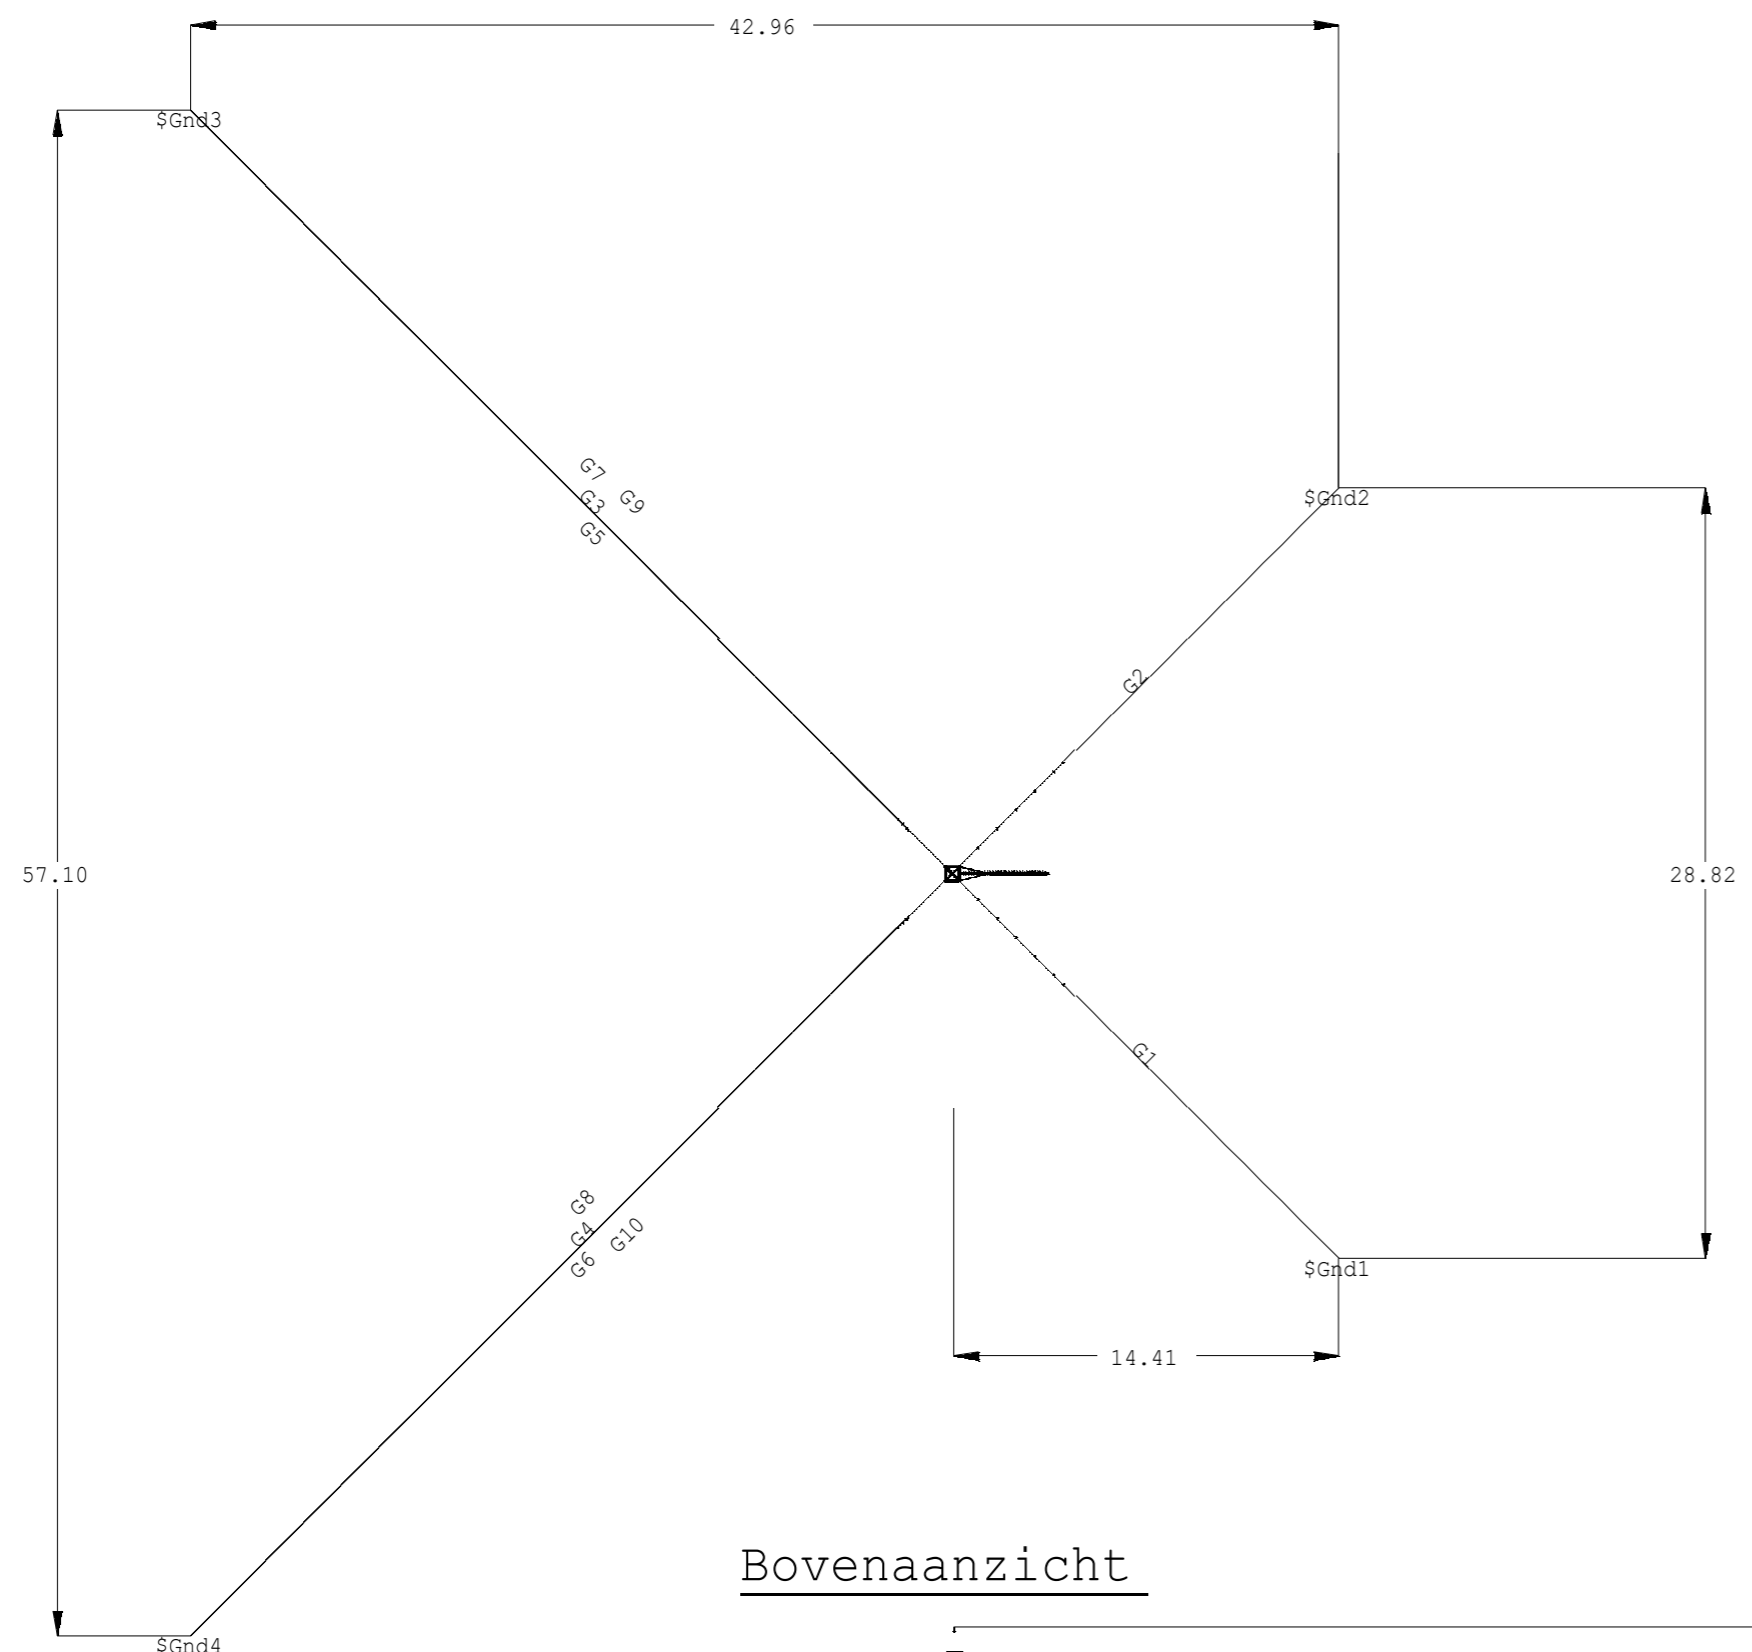 42.96
$Gnd3
G7
G9
G3
G5
$Gnd2
G2
57.10
28.82
G1
G8
G4
G10
G6
$Gnd1
14.41
Bovenaanzicht
$Gnd4